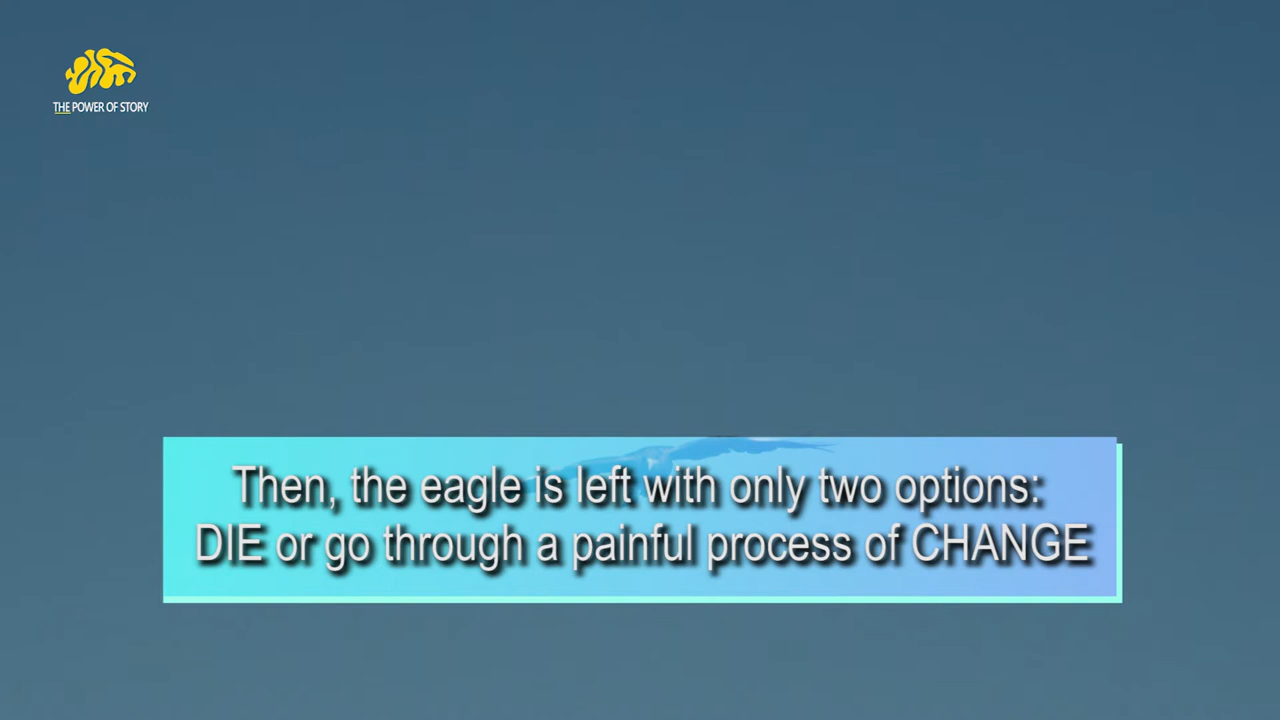 THE POWER OF STORY
Then, the eagle is left with only two options:
DIE or go through a painful process of CHANGE